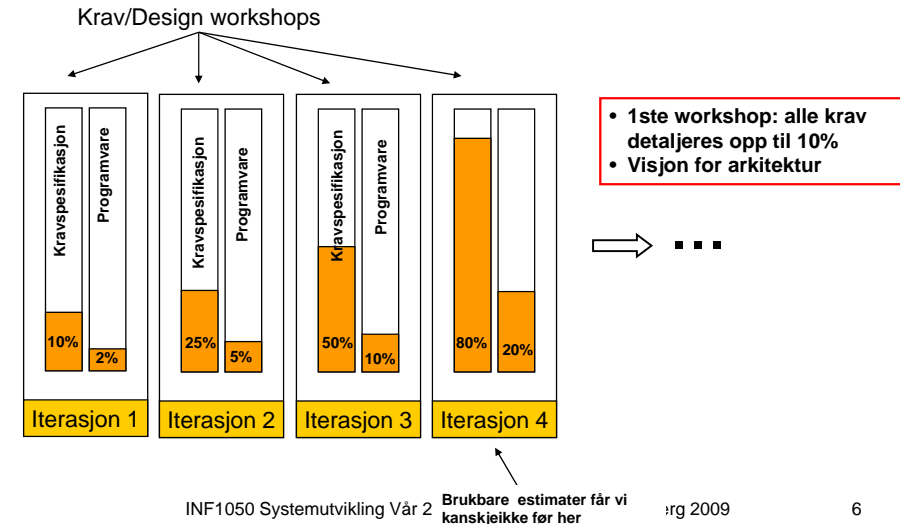 Krav/Design workshops
Kravspesifikasjon
Programvare
10%
2%
Iterasjon 1
Kravspesifikasjon
Programvare
25%
5%
Iterasjon 2
Kravspesifikasjon
Programvare
50%
10%
Iterasjon 3
80%
20%
Iterasjon 4
• 1ste workshop: alle krav
detaljeres opp til 10%
• Visjon for arkitektur
Brukbare estimater får vi
kanskjeikke før her
INF1050 Systemutvikling Vår 2
rg 2009
6